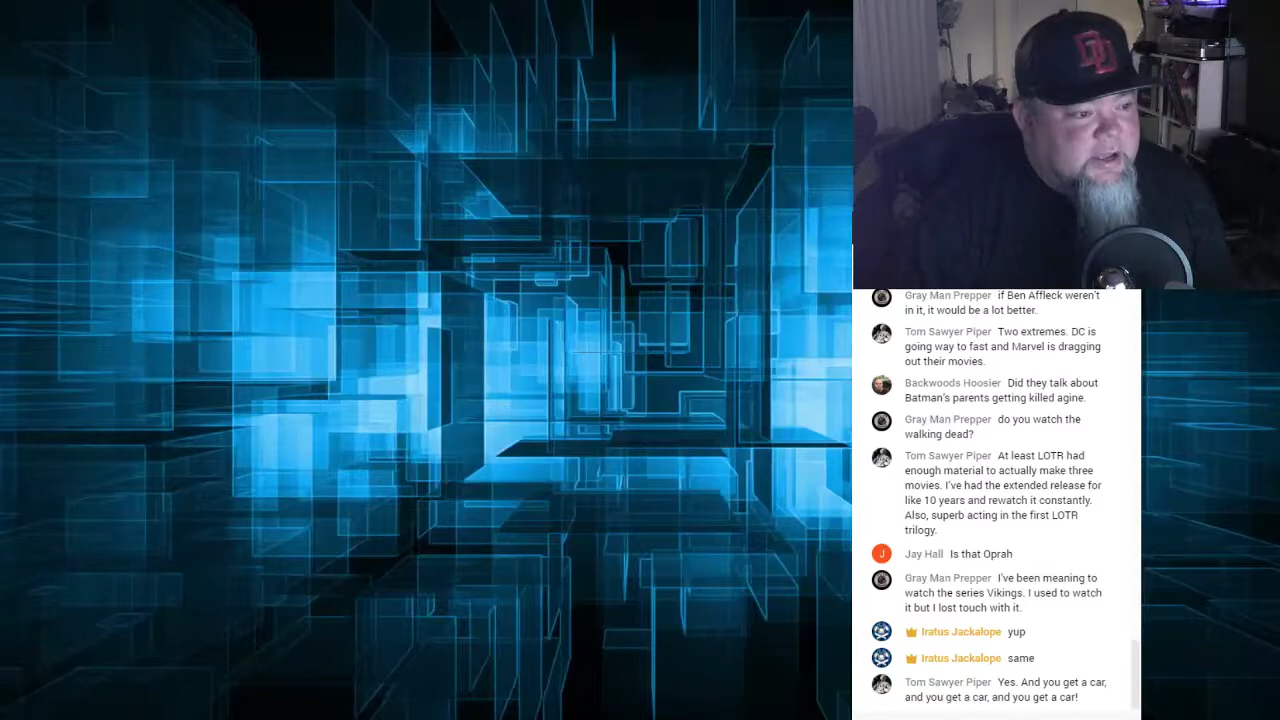 Gray Man Prepper if Ben Affleck weren't
in it, it would be a lot better.
Tom Sawyer Piper Two extremes. DC is
going way to fast and Marvel is dragging
out their movies.
Backwoods Hoosier Did they talk about
Batman's parents getting killed agine.
Gray Man Prepper do you watch the
walking dead?
Tom Sawyer Piper At least LOTR had
enough material to actually make three
movies. I've had the extended release for
like 10 years and rewatch it constantly.
Also, superb acting in the first LOTR
trilogy.
J Jay Hall Is that Oprah
Gray Man Prepper I've been meaning to
watch the series Vikings. I used to watch
it but I lost touch with it.
Iratus Jackalope yup
Iratus Jackalope same
Tom Sawyer Piper Yes. And you get a car,
and you get a car, and you get a car!